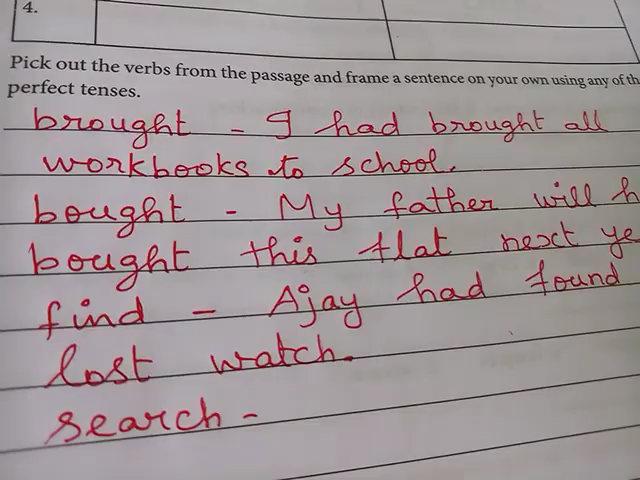 4.
Pick out the verbs from the passage and frame a sentence on your own using any of th
perfect tenses.
brought - I had brought all
workbooks to school.
bought - My father will h
bought this flat next ye
find - Ajay had found
lost watch.
search -